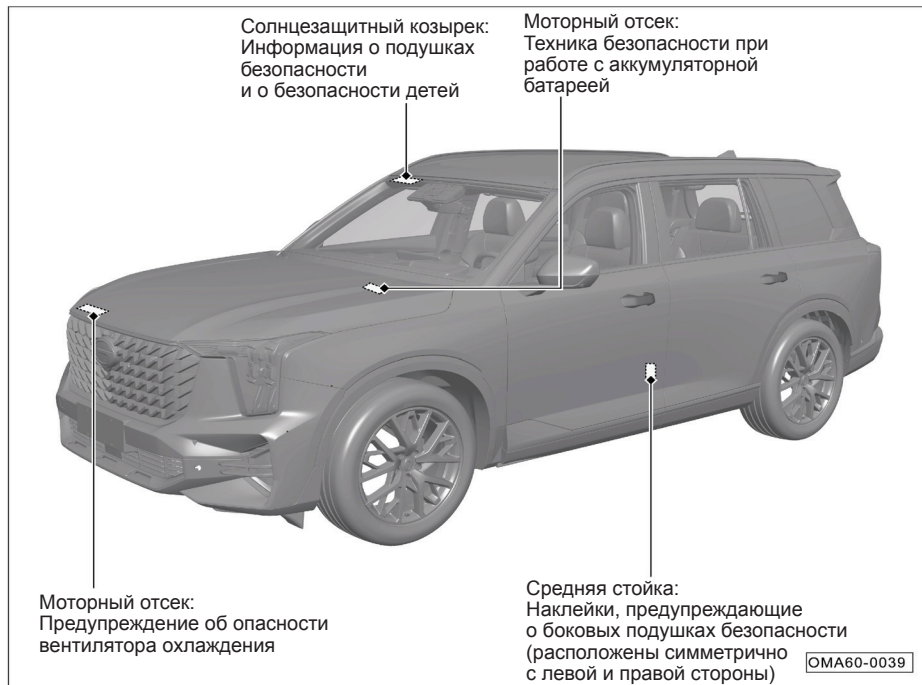 Солнцезащитный козырек:
Информация о подушках
безопасности
и о безопасности детей
Моторный отсек:
Техника безопасности при
работе с аккумуляторной
батареей
Моторный отсек:
Предупреждение об опасности
вентилятора охлаждения
Средняя стойка:
Наклейки, предупреждающие
о боковых подушках безопасности
(расположены симметрично
с левой и правой стороны)
OMA60-0039